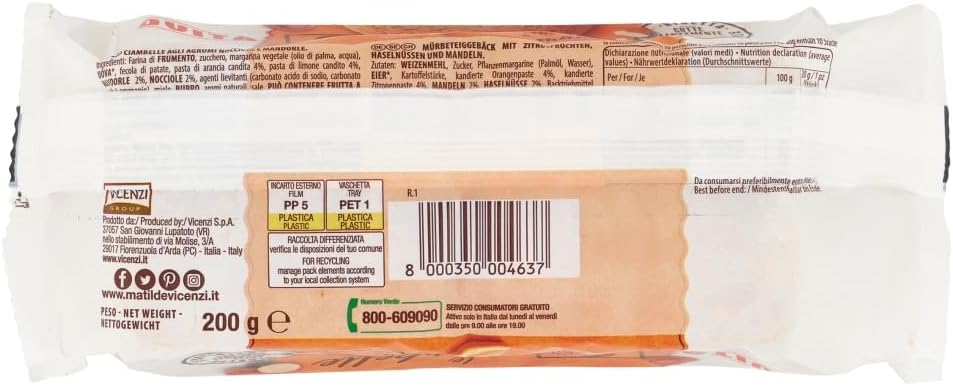 CIAMBELLE AGLI AGRUMI NOCCIOLE E MANDORLE.
Ingredienti: Farina di FRUMENTO, zucchero, margarina vegetale (olio di palma, acqua),
UOVA*, fecola di patate, pasta di arancia candita 4%, pasta di limone candito 4%,
MANDORLE 2%, NOCCIOLE 2%, agenti lievitanti (carbonato acido di sodio, carbonato
miele, BURRO, aromi naturali, sale. PUÒ CONTENERE FRUTTA A
DE BE CH MÜRBETEIGGEBÄCK MIT ZITRUSFRÜCHTEN,
HASELNÜSSEN UND MANDELN.
Zutaten: WEIZENMEHL, Zucker, Pflanzenmargarine (Palmöl, Wasser),
EIER*, Kartoffelstärke, kandierte Orangenpaste 4%, kandierte
Zitronenpaste 4%, MANDELN 2%, HASELNÜSSE 2%, Backtriebmittel
Dichiarazione nutrizionale (valori medi) - Nutrition declaration (average
values) - Nährwertdeklaration (Durchschnittswerte)
Per / For / Je
100 g
Da consumarsi preferibilmente entro
Best before end: / Mindestens haltbar bis Ende:
VICENZI
GROUP
Prodotto da:/ Produced by:/ Vicenzi S.p.A.
37057 San Giovanni Lupatoto (VR)
nello stabilimento di via Molise, 3/A
29017 Fiorenzuola d'Arda (PC) - Italia - Italy
www.vicenzi.it
www.matildevicenzi.it
PESO - NET WEIGHT -
NETTOGEWICHT
200 g ℮
INCARTO ESTERNO
FILM
PP 5
PLASTICA
PLASTIC
VASCHETTA
TRAY
PET 1
PLASTICA
PLASTIC
RACCOLTA DIFFERENZIATA
verifica le disposizioni del tuo comune
FOR RECYCLING
manage pack elements according
to your local collection system
R.1
8 000350 004637
Numero Verde
800-609090
SERVIZIO CONSUMATORI GRATUITO
Attivo solo in Italia dal lunedì al venerdì
dalle ore 9.00 alle ore 19.00